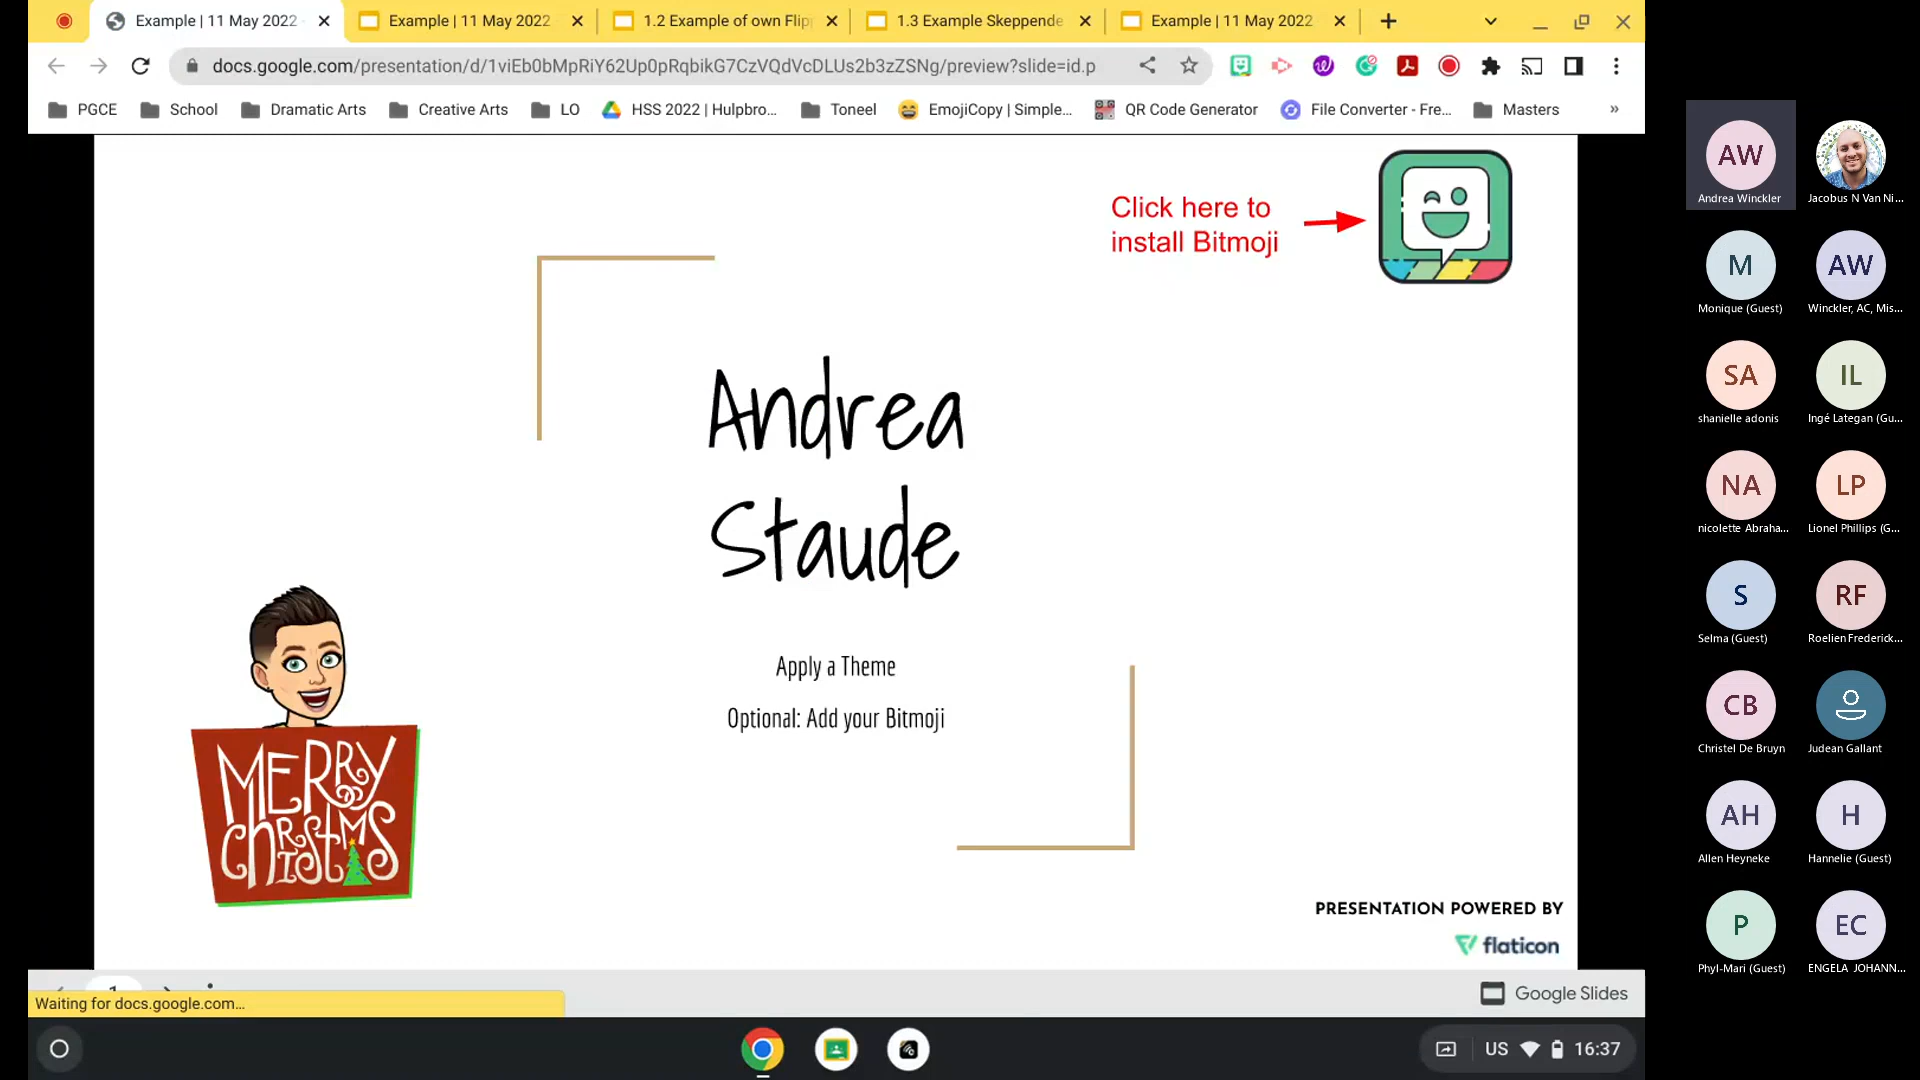 Example | 11 May 2022
Example | 11 May 2022
1.2 Example of own Flip
1.3 Example Skeppende
Example | 11 May 2022
docs.google.com/presentation/d/1viEb0bMpRiY62Up0pRqbikG7CzVQdVcDLUs2b3zZSNg/preview?slide=id.p
PGCE
School
Dramatic Arts
Creative Arts
LO
HSS 2022 | Hulpbro...
Toneel
EmojiCopy | Simple...
QR Code Generator
File Converter - Fre...
Masters
»
Click here to
install Bitmoji
Andrea
Staude
Apply a Theme
Optional: Add your Bitmoji
MERRY
CHRISTMAS
PRESENTATION POWERED BY
flaticon
Google Slides
Waiting for docs.google.com...
US
16:37
AW
Andrea Winckler
Jacobus N Van Ni...
M
Monique (Guest)
AW
Winckler, AC, Mis...
SA
shanielle adonis
IL
Ingé Lategan (Gu...
NA
nicolette Abraha...
LP
Lionel Phillips (G...
S
Selma (Guest)
RF
Roelien Frederick...
CB
Christel De Bruyn
Judean Gallant
AH
Allen Heyneke
H
Hannelie (Guest)
P
Phyl-Mari (Guest)
EC
ENGELA JOHANN...